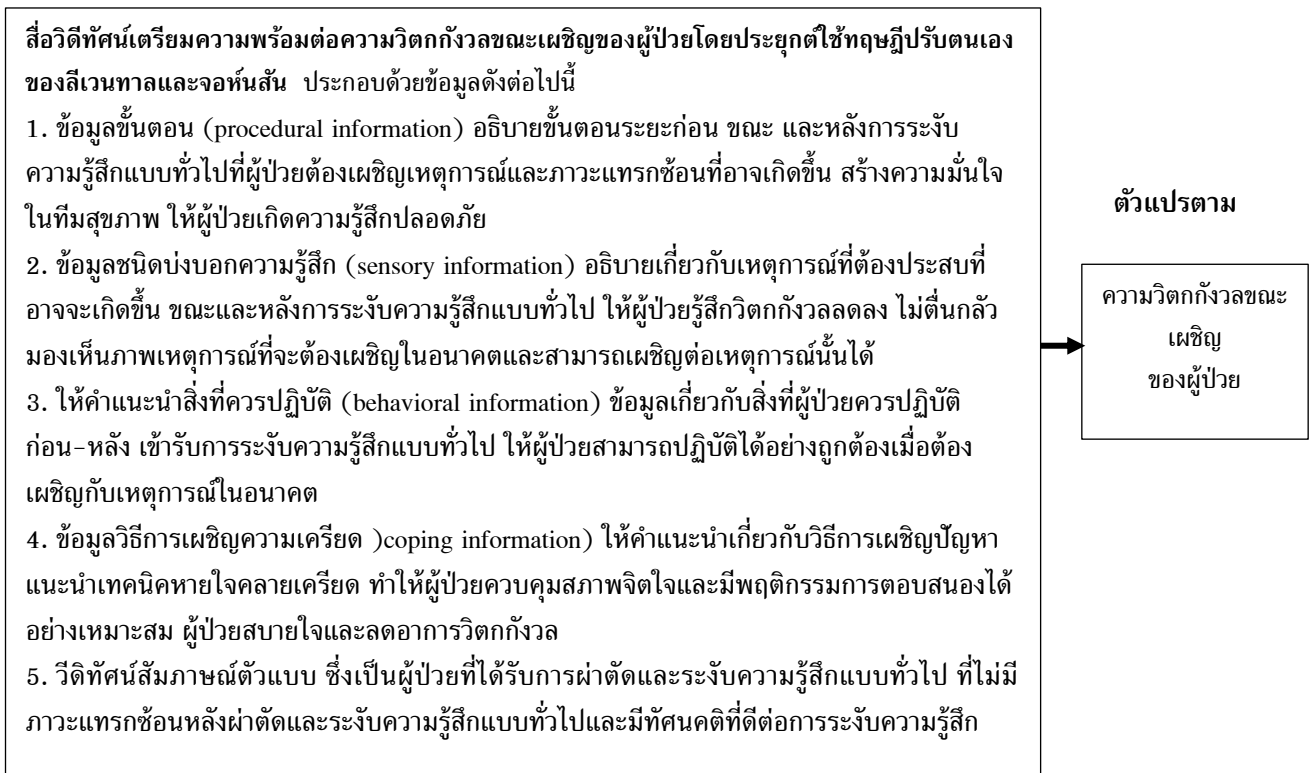 สื่อวิดีทัศน์เตรียมความพร้อมต่อความวิตกกังวลขณะเผชิญของผู้ป่วยโดยประยุกต์ใช้ทฤษฎีปรับตนเอง
ของลีเวนทาลและจอห์นสัน ประกอบด้วยข้อมูลดังต่อไปนี้
1. ข้อมูลขั้นตอน (procedural information) อธิบายขั้นตอนระยะก่อน ขณะ และหลังการระงับ
ความรู้สึกแบบทั่วไปที่ผู้ป่วยต้องเผชิญเหตุการณ์และภาวะแทรกซ้อนที่อาจเกิดขึ้น สร้างความมั่นใจ
ในทีมสุขภาพ ให้ผู้ป่วยเกิดความรู้สึกปลอดภัย
2. ข้อมูลชนิดบ่งบอกความรู้สึก (sensory information) อธิบายเกี่ยวกับเหตุการณ์ที่ต้องประสบที่
อาจจะเกิดขึ้น ขณะและหลังการระงับความรู้สึกแบบทั่วไป ให้ผู้ป่วยรู้สึกวิตกกังวลลดลง ไม่ตื่นกลัว
มองเห็นภาพเหตุการณ์ที่จะต้องเผชิญในอนาคตและสามารถเผชิญต่อเหตุการณ์นั้นได้
3. ให้คำแนะนำสิ่งที่ควรปฏิบัติ (behavioral information) ข้อมูลเกี่ยวกับสิ่งที่ผู้ป่วยควรปฏิบัติ
ก่อน-หลัง เข้ารับการระงับความรู้สึกแบบทั่วไป ให้ผู้ป่วยสามารถปฏิบัติได้อย่างถูกต้องเมื่อต้อง
เผชิญกับเหตุการณ์ในอนาคต
4. ข้อมูลวิธีการเผชิญความเครียด )coping information) ให้คำแนะนำเกี่ยวกับวิธีการเผชิญปัญหา
แนะนำเทคนิคหายใจคลายเครียด ทำให้ผู้ป่วยควบคุมสภาพจิตใจและมีพฤติกรรมการตอบสนองได้
อย่างเหมาะสม ผู้ป่วยสบายใจและลดอาการวิตกกังวล
5. วีดิทัศน์สัมภาษณ์ตัวแบบ ซึ่งเป็นผู้ป่วยที่ได้รับการผ่าตัดและระงับความรู้สึกแบบทั่วไป ที่ไม่มี
ภาวะแทรกซ้อนหลังผ่าตัดและระงับความรู้สึกแบบทั่วไปและมีทัศนคติที่ดีต่อการระงับความรู้สึก
ตัวแปรตาม
ความวิตกกังวลขณะ
เผชิญ
ของผู้ป่วย